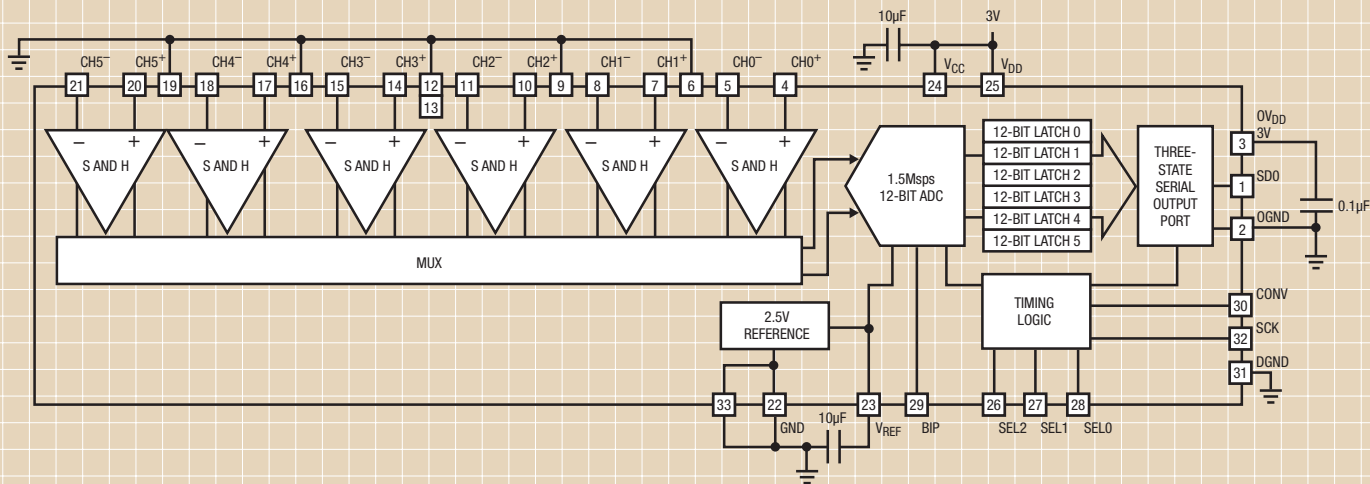 10µF
3V
CH5– CH5+ CH4– CH4+ CH3– CH3+ CH2– CH2+ CH1– CH1+ CH0– CH0+
VCC VDD
21 20 19 18 17 16 15 14 12 11 10 9 8 7 6 5 4 24 25
13
– + – + – + – + – + – +
S AND H S AND H S AND H S AND H S AND H S AND H
MUX
1.5Msps
12-BIT ADC
12-BIT LATCH 0
12-BIT LATCH 1
12-BIT LATCH 2
12-BIT LATCH 3
12-BIT LATCH 4
12-BIT LATCH 5
THREE-
STATE
SERIAL
OUTPUT
PORT
OVDD
3V
3
SD0
1
0.1µF
OGND
2
2.5V
REFERENCE
TIMING
LOGIC
CONV
30
SCK
32
DGND
31
33 22 23 29 26 27 28
GND 10µF VREF BIP SEL2 SEL1 SEL0